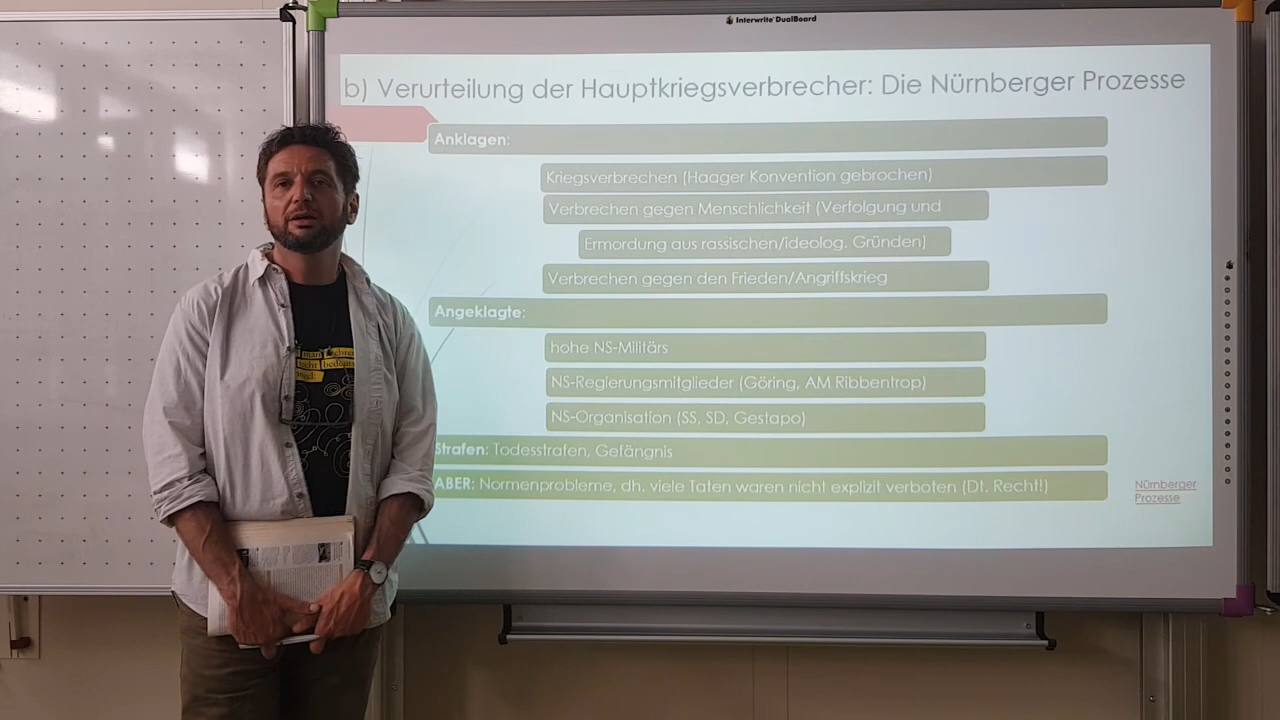 Interwrite DualBoard
b) Verurteilung der Hauptkriegsverbrecher: Die Nürnberger Prozesse
Anklagen:
Kriegsverbrechen (Haager Konvention gebrochen)
Verbrechen gegen Menschlichkeit (Verfolgung und
Ermordung aus rassischen/ideolog. Gründen)
Verbrechen gegen den Frieden/Angriffskrieg
Angeklagte:
hohe NS-Militärs
NS-Regierungsmitglieder (Göring, AM Ribbentrop)
NS-Organisation (SS, SD, Gestapo)
Strafen: Todesstrafen, Gefängnis
ABER: Normenprobleme, dh. viele Taten waren nicht explizit verboten (Dt. Recht!)
Nürnberger
Prozesse
man